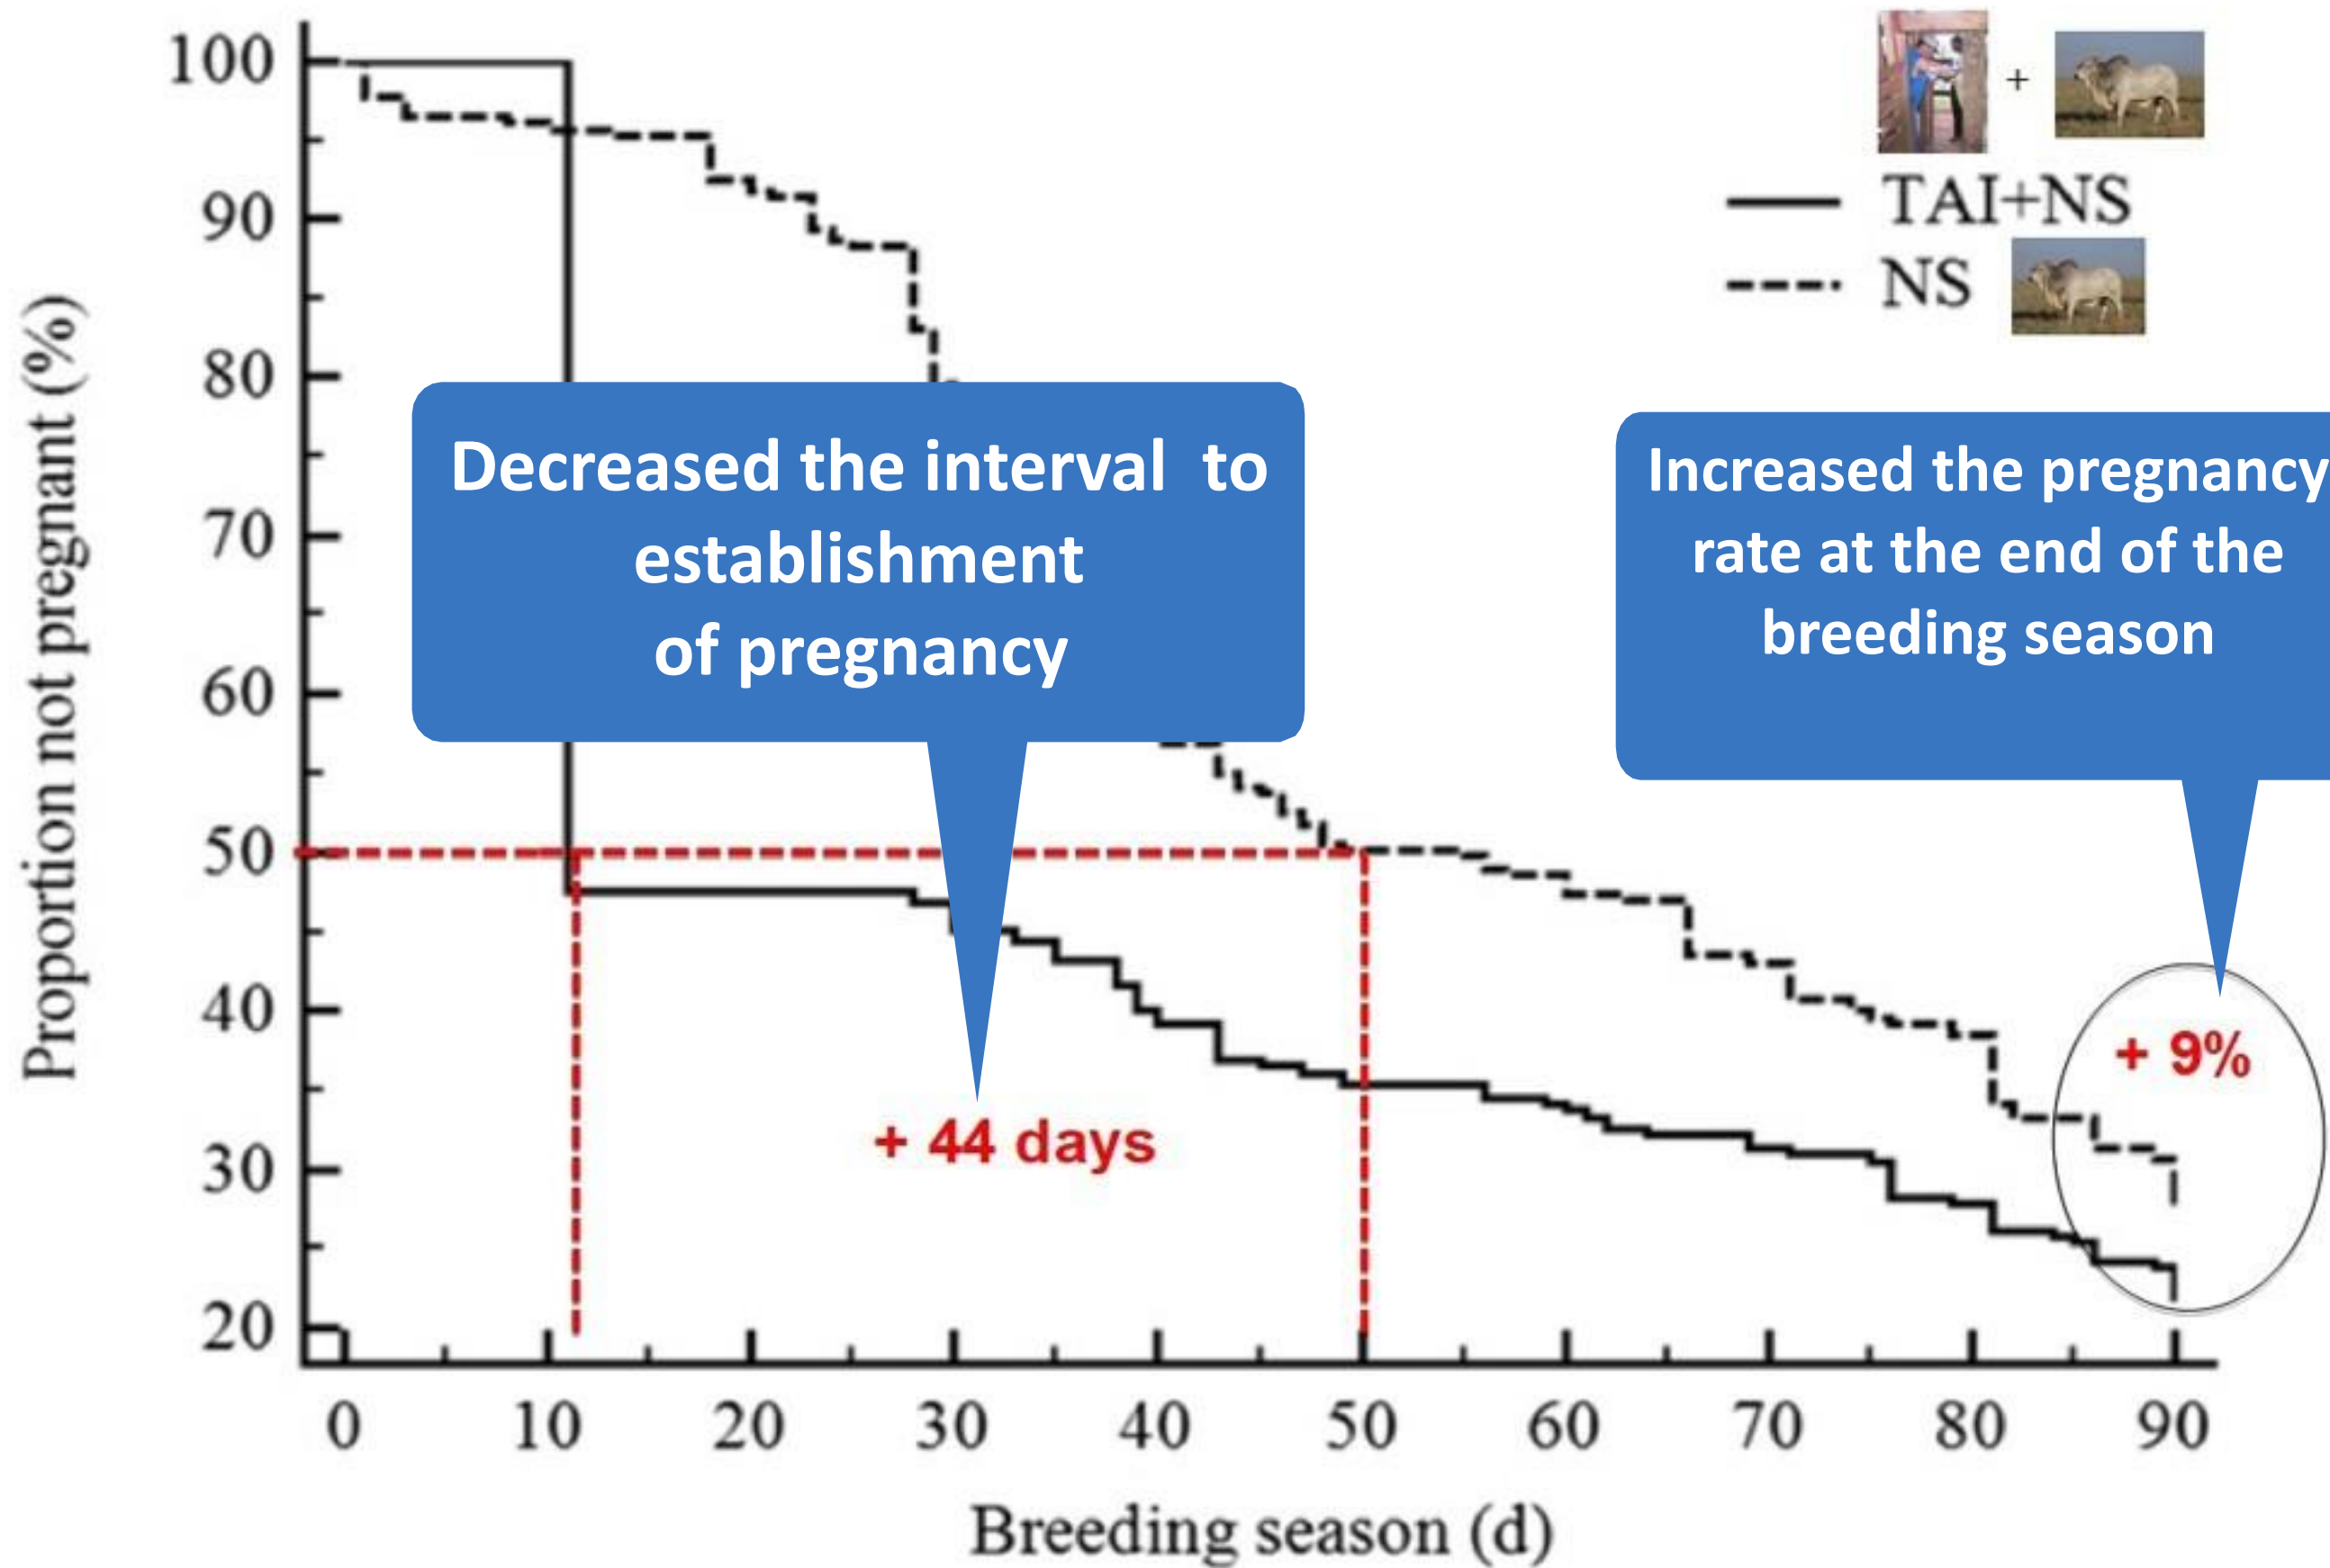 100
90
80
70
60
50
40
30
20
Proportion not pregnant (%)
+
TAI+NS
NS
Decreased the interval to
establishment
of pregnancy
Increased the pregnancy
rate at the end of the
breeding season
+ 9%
+ 44 days
0 10 20 30 40 50 60 70 80 90
Breeding season (d)